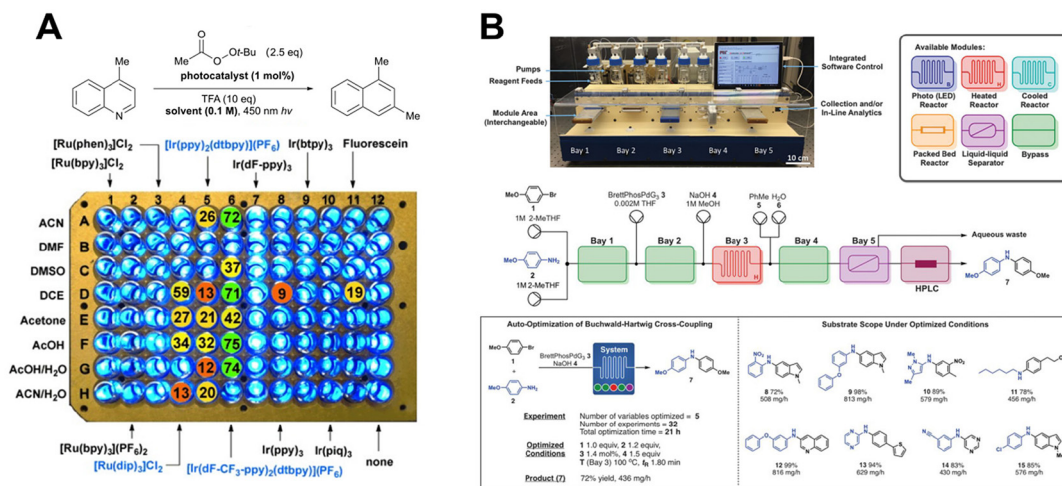 A
Me
N
Me
O
O
Ot-Bu
(2.5 eq)
photocatalyst (1 mol%)
TFA (10 eq)
solvent (0.1 M), 450 nm hv
Me
Me
[Ru(phen)3]Cl2
[Ru(bpy)3]Cl2
[Ir(ppy)2(dtbpy)](PF6)
Ir(dF-ppy)3
Ir(btpy)3
Fluorescein
1 2 3 4 5 6 7 8 9 10 11 12
ACN A 26 72
DMF B
DMSO C 37
DCE D 59 13 71 9 19
Acetone E 27 21 42
AcOH F 34 32 75
AcOH/H2O G 12 74
ACN/H2O H 13 20
[Ru(bpy)3](PF6)2
[Ru(dip)3]Cl2
[Ir(dF-CF3-ppy)2(dtbpy)](PF6)
Ir(ppy)3
Ir(piq)3
none
B
Pumps
Reagent Feeds
Module Area
(Interchangeable)
Bay 1 Bay 2 Bay 3 Bay 4 Bay 5
10 cm
Integrated
Software Control
Collection and/or
In-Line Analytics
Available Modules:
Photo (LED)
Reactor
Heated
Reactor
Cooled
Reactor
Packed Bed
Reactor
Liquid-liquid
Separator
Bypass
MeO
Br
1
1M 2-MeTHF
MeO
NH2
2
1M 2-MeTHF
BrettPhosPdG3 3
0.002M THF
NaOH 4
1M MeOH
PhMe H2O
5 6
Bay 1
Bay 2
Bay 3
H
Bay 4
Bay 5
HPLC
Aqueous waste
MeO
H
N
OMe
7
Auto-Optimization of Buchwald-Hartwig Cross-Coupling
MeO
Br
1
+
MeO
NH2
2
BrettPhosPdG3 3
NaOH 4
System
MeO
H
N
OMe
7
Experiment Number of variables optimized = 5
Number of experiments = 32
Total optimization time = 21 h
Optimized 1 1.0 equiv, 2 1.2 equiv,
Conditions 3 1.4 mol%, 4 1.5 equiv
T (Bay 3) 100 °C, tR 1.80 min
Product (7) 72% yield, 436 mg/h
Substrate Scope Under Optimized Conditions
8 72%
508 mg/h
9 98%
813 mg/h
10 89%
579 mg/h
11 78%
456 mg/h
12 99%
816 mg/h
13 94%
629 mg/h
14 83%
430 mg/h
15 85%
576 mg/h